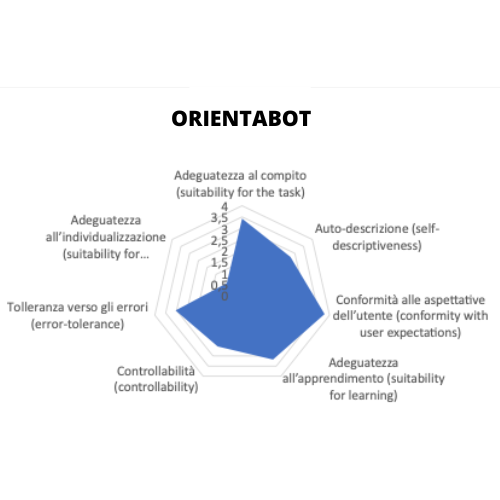 ORIENTABOT
Adeguatezza al compito
(suitability for the task)
4
3,5
3
2,5
2
1,5
1
0,5
0
Auto-descrizione (self-
descriptiveness)
Conformità alle aspettative
dell'utente (conformity with
user expectations)
Adeguatezza
all'apprendimento (suitability
for learning)
Controllabilità
(controllability)
Tolleranza verso gli errori
(error-tolerance)
Adeguatezza
all'individualizzazione
(suitability for...